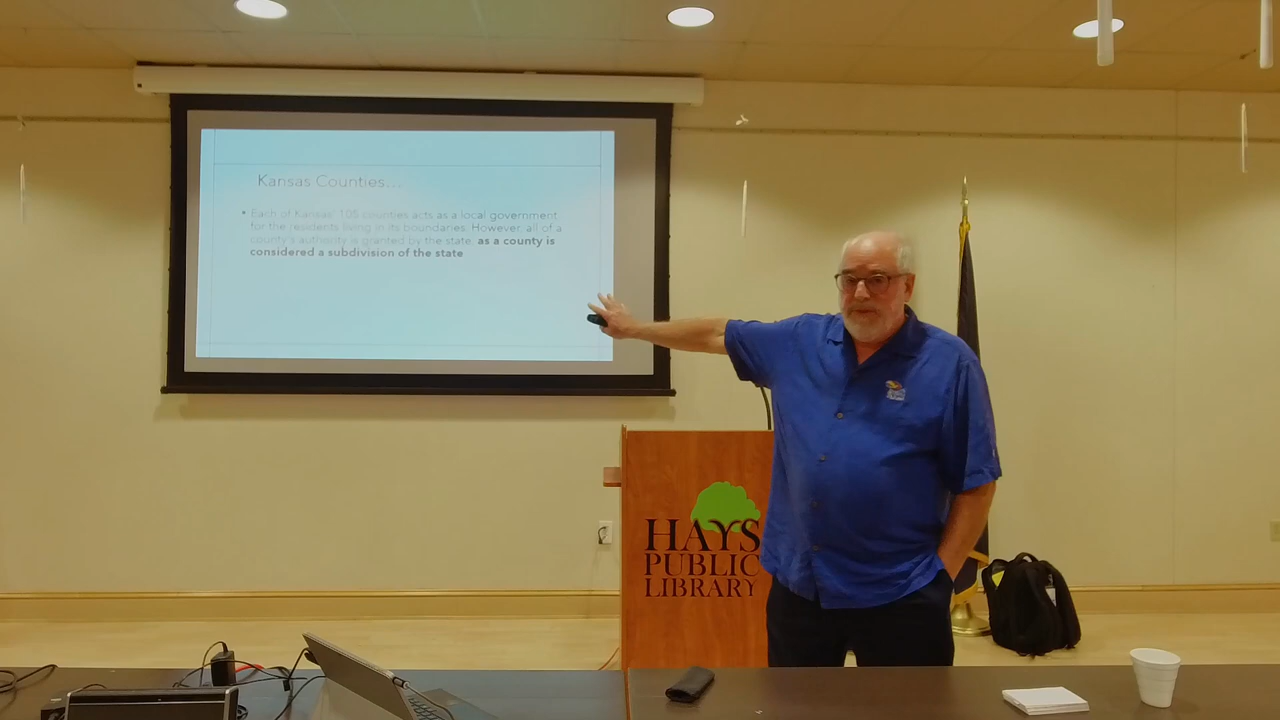 Kansas Counties...
• Each of Kansas' 105 counties acts as a local government
for the residents living in its boundaries. However, all of a
county's authority is granted by the state, as a county is
considered a subdivision of the state
HAYS
PUBLIC
LIBRARY